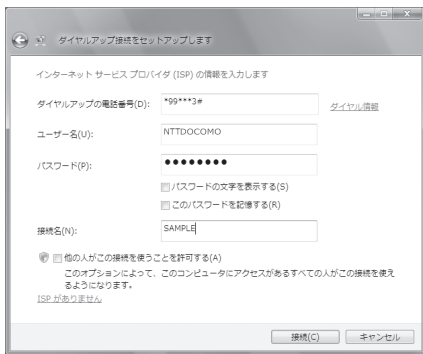 ダイヤルアップ接続をセットアップします
インターネット サービス プロバイダ (ISP) の情報を入力します
ダイヤルアップの電話番号(D): *99***3# ダイヤル情報
ユーザー名(U): NTTDOCOMO
パスワード(P): ●●●●●●●●
パスワードの文字を表示する(S)
このパスワードを記憶する(R)
接続名(N): SAMPLE
他の人がこの接続を使うことを許可する(A)
このオプションによって、このコンピュータにアクセスがあるすべての人がこの接続を使え
るようになります。
ISP がありません
接続(C) キャンセル